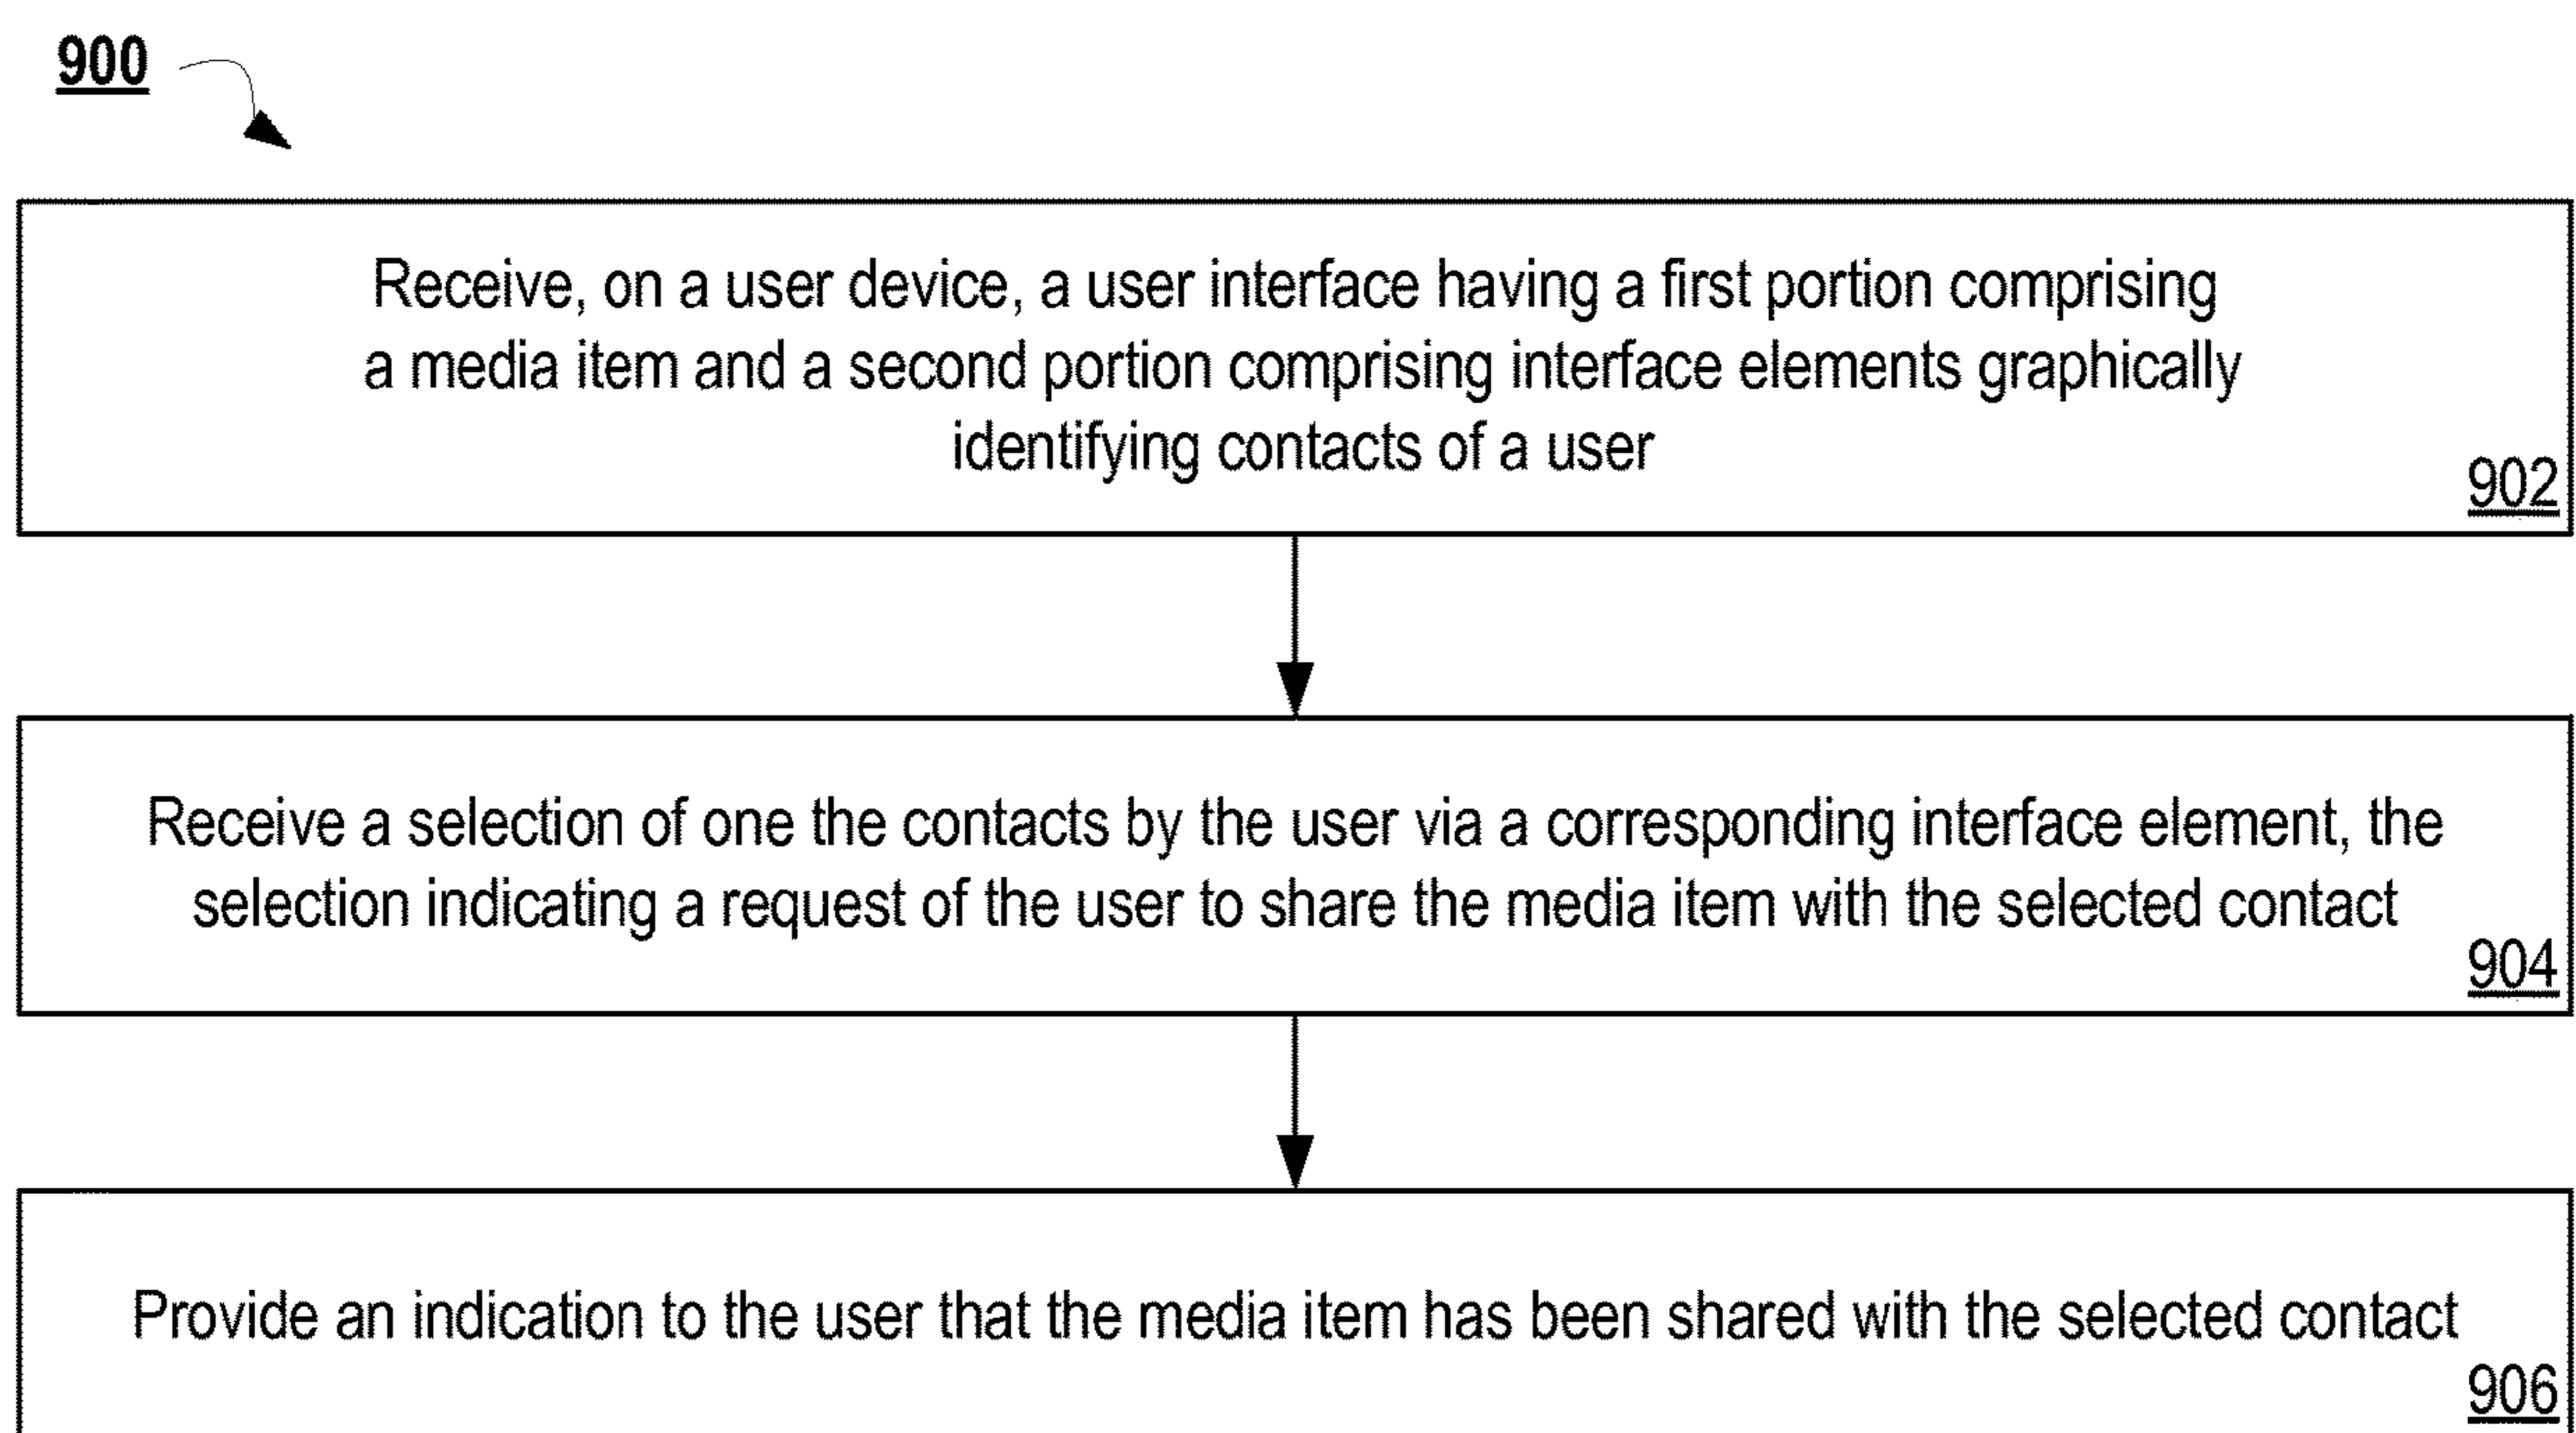 900
Receive, on a user device, a user interface having a first portion comprising
a media item and a second portion comprising interface elements graphically
identifying contacts of a user
902
Receive a selection of one the contacts by the user via a corresponding interface element, the
selection indicating a request of the user to share the media item with the selected contact
904
Provide an indication to the user that the media item has been shared with the selected contact
906